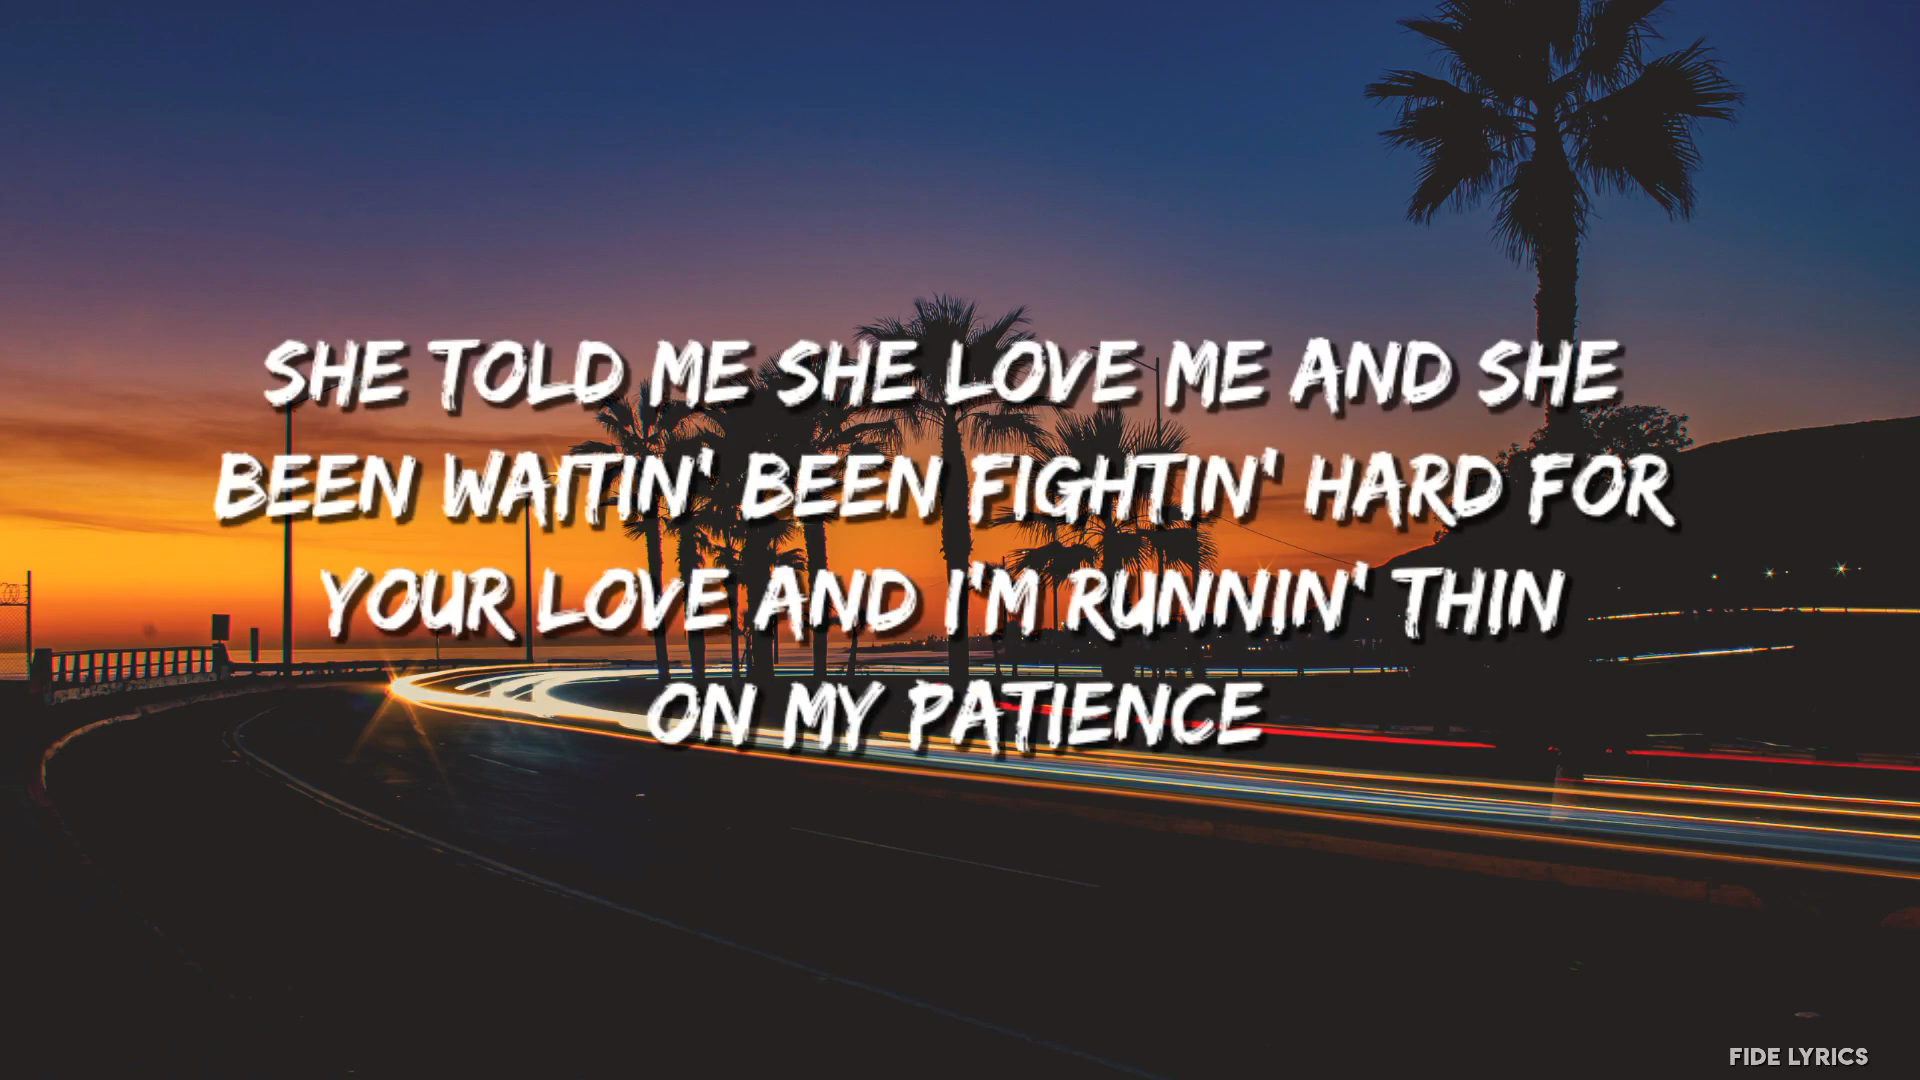 SHE TOLD ME SHE LOVE ME AND SHE
BEEN WAITIN' BEEN FIGHTIN' HARD FOR
YOUR LOVE AND I'M RUNNIN' THIN
ON MY PATIENCE
FIDE LYRICS